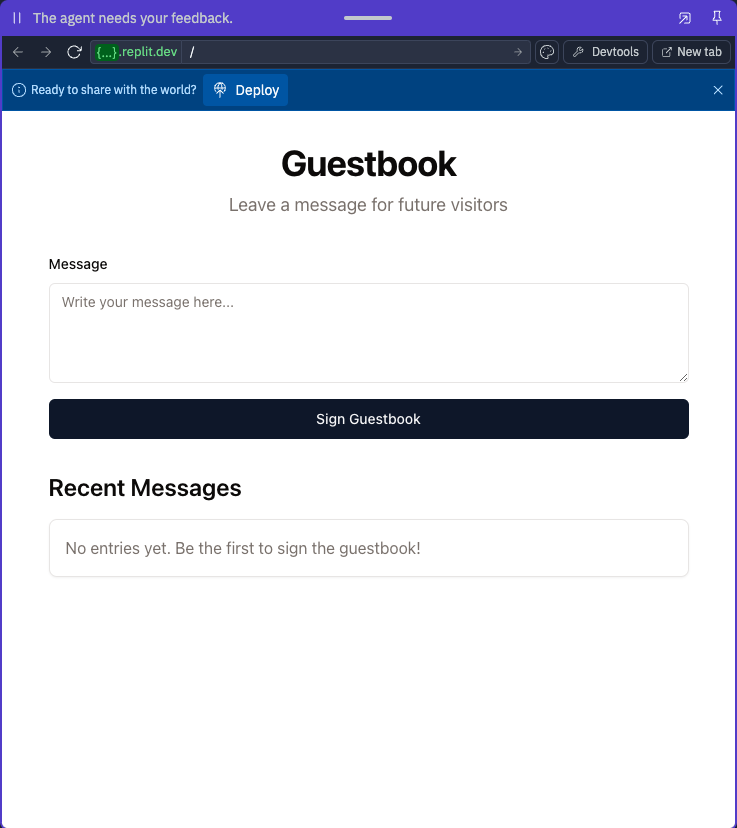 The agent needs your feedback.
{...}.replit.dev /
Devtools
New tab
Ready to share with the world?
Deploy
Guestbook
Leave a message for future visitors
Message
Write your message here...
Sign Guestbook
Recent Messages
No entries yet. Be the first to sign the guestbook!